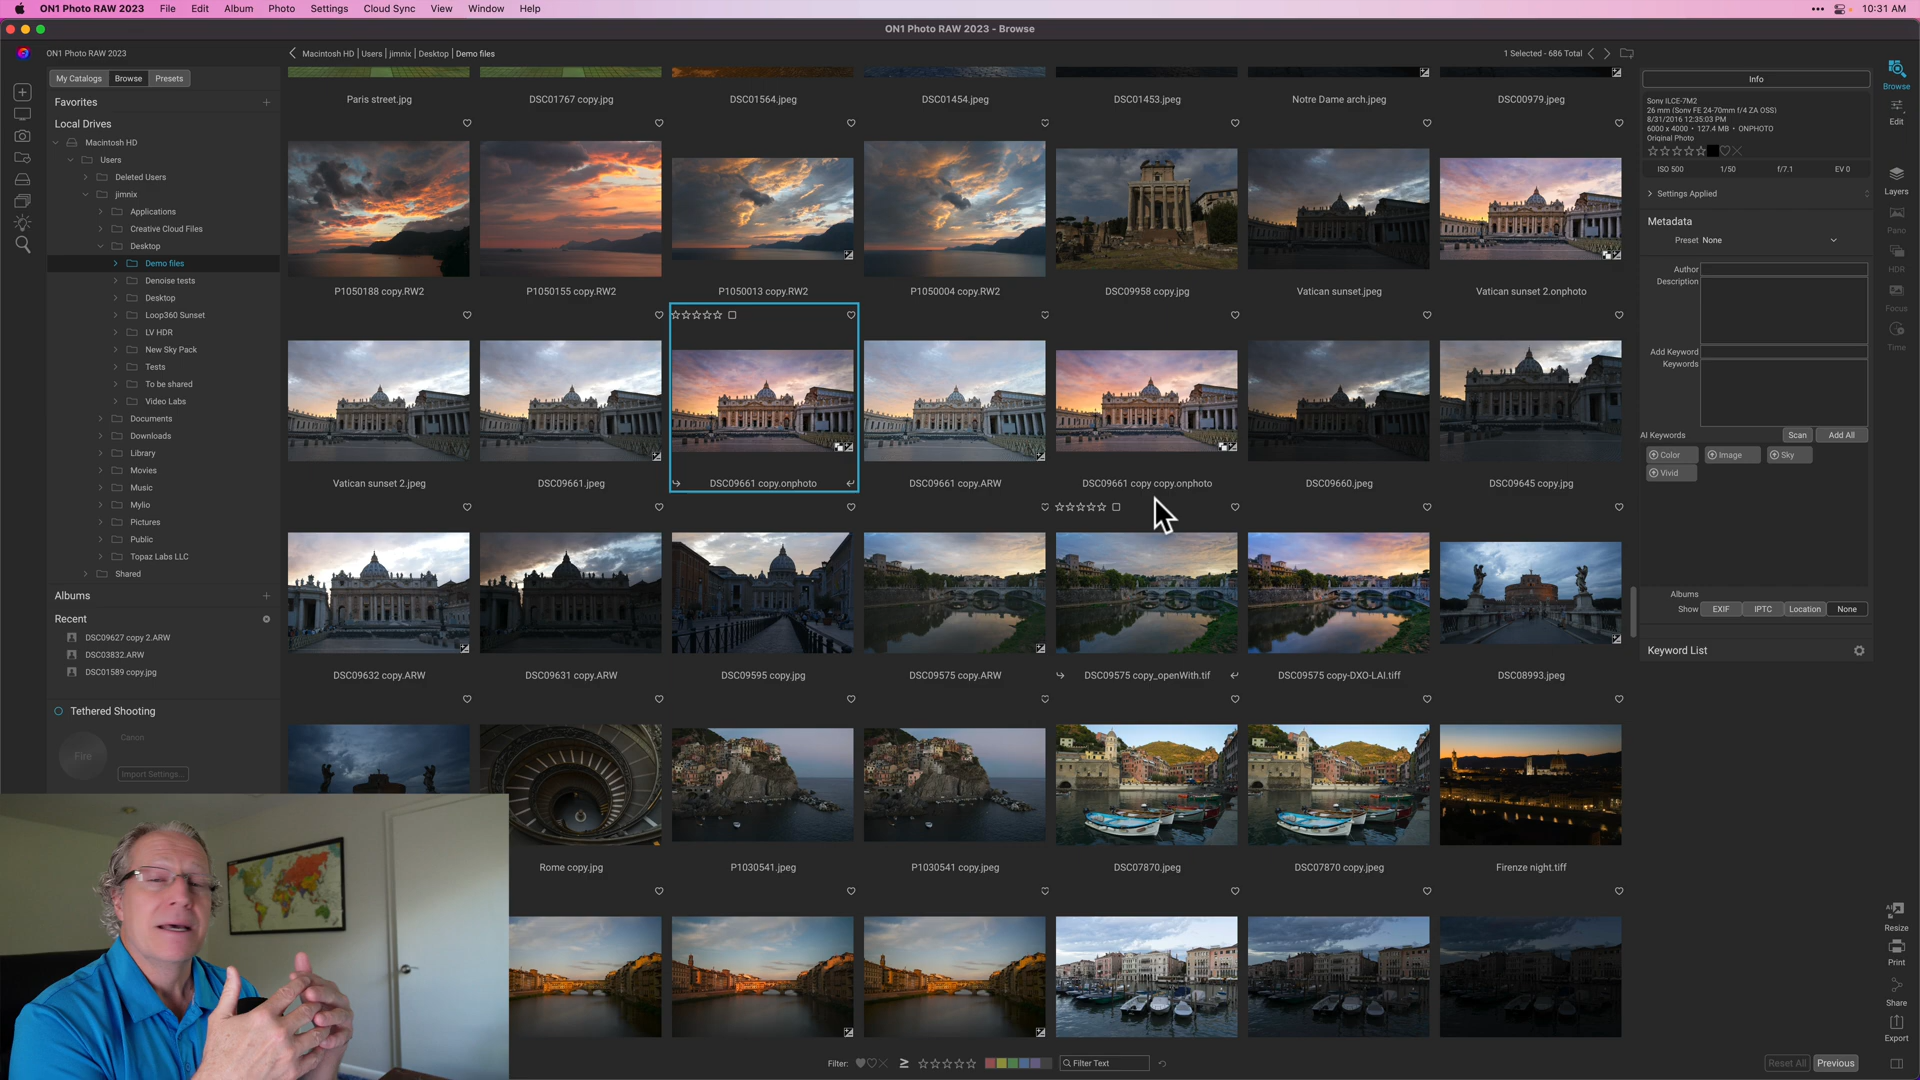 ON1 Photo RAW 2023 File Edit Album Photo Settings Cloud Sync View Window Help 10:31 AM
ON1 Photo RAW 2023 - Browse
ON1 Photo RAW 2023
Macintosh HD | Users | jimnix | Desktop | Demo files
1 Selected - 686 Total
My Catalogs Browse Presets
Favorites
Local Drives
Macintosh HD
Users
Deleted Users
jimnix
Applications
Creative Cloud Files
Desktop
Demo files
Denoise tests
Desktop
Loop360 Sunset
LV HDR
New Sky Pack
Tests
To be shared
Video Labs
Documents
Downloads
Library
Movies
Music
Mylio
Pictures
Public
Topaz Labs LLC
Shared
Albums
Recent
DSC09627 copy 2.ARW
DSC03832.ARW
DSC01589 copy.jpg
Tethered Shooting
Canon
Fire
Import Settings...
Paris street.jpg DSC01767 copy.jpg DSC01564.jpeg DSC01454.jpeg DSC01453.jpeg Notre Dame arch.jpeg DSC00979.jpeg
P1050188 copy.RW2 P1050155 copy.RW2 P1050013 copy.RW2 P1050004 copy.RW2 DSC09958 copy.jpg Vatican sunset.jpeg Vatican sunset 2.onphoto
Vatican sunset 2.jpeg DSC09661.jpeg DSC09661 copy.onphoto DSC09661 copy.ARW DSC09661 copy copy.onphoto DSC09660.jpeg DSC09645 copy.jpg
DSC09632 copy.ARW DSC09631 copy.ARW DSC09595 copy.jpg DSC09575 copy.ARW DSC09575 copy_openWith.tif DSC09575 copy-DXO-LAI.tiff DSC08993.jpeg
Rome copy.jpg P1030541.jpeg P1030541 copy.jpeg DSC07870.jpeg DSC07870 copy.jpeg Firenze night.tiff
Filter: Filter Text
Info
Sony ILCE-7M2
26 mm (Sony FE 24-70mm f/4 ZA OSS)
8/31/2016 12:35:03 PM
6000 x 4000 • 127.4 MB • ONPHOTO
Original Photo
ISO 500 1/50 f/7.1 EV 0
Settings Applied
Metadata
Preset None
Author
Description
Add Keyword
Keywords
AI Keywords Scan Add All
Color Image Sky
Vivid
Albums
Show EXIF IPTC Location None
Keyword List
Reset All Previous
Browse
Edit
Layers
Pano
HDR
Focus
Time
Resize
Print
Share
Export